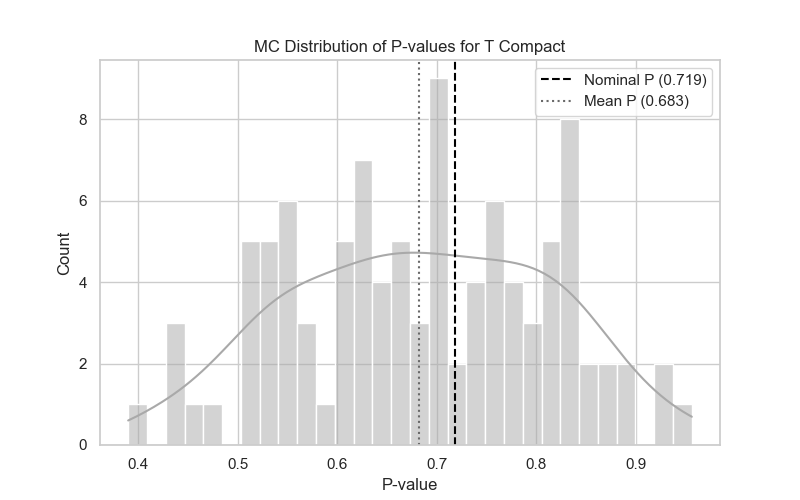 MC Distribution of P-values for T Compact
Nominal P (0.719)
Mean P (0.683)
Count
8
6
4
2
0
0.4 0.5 0.6 0.7 0.8 0.9
P-value